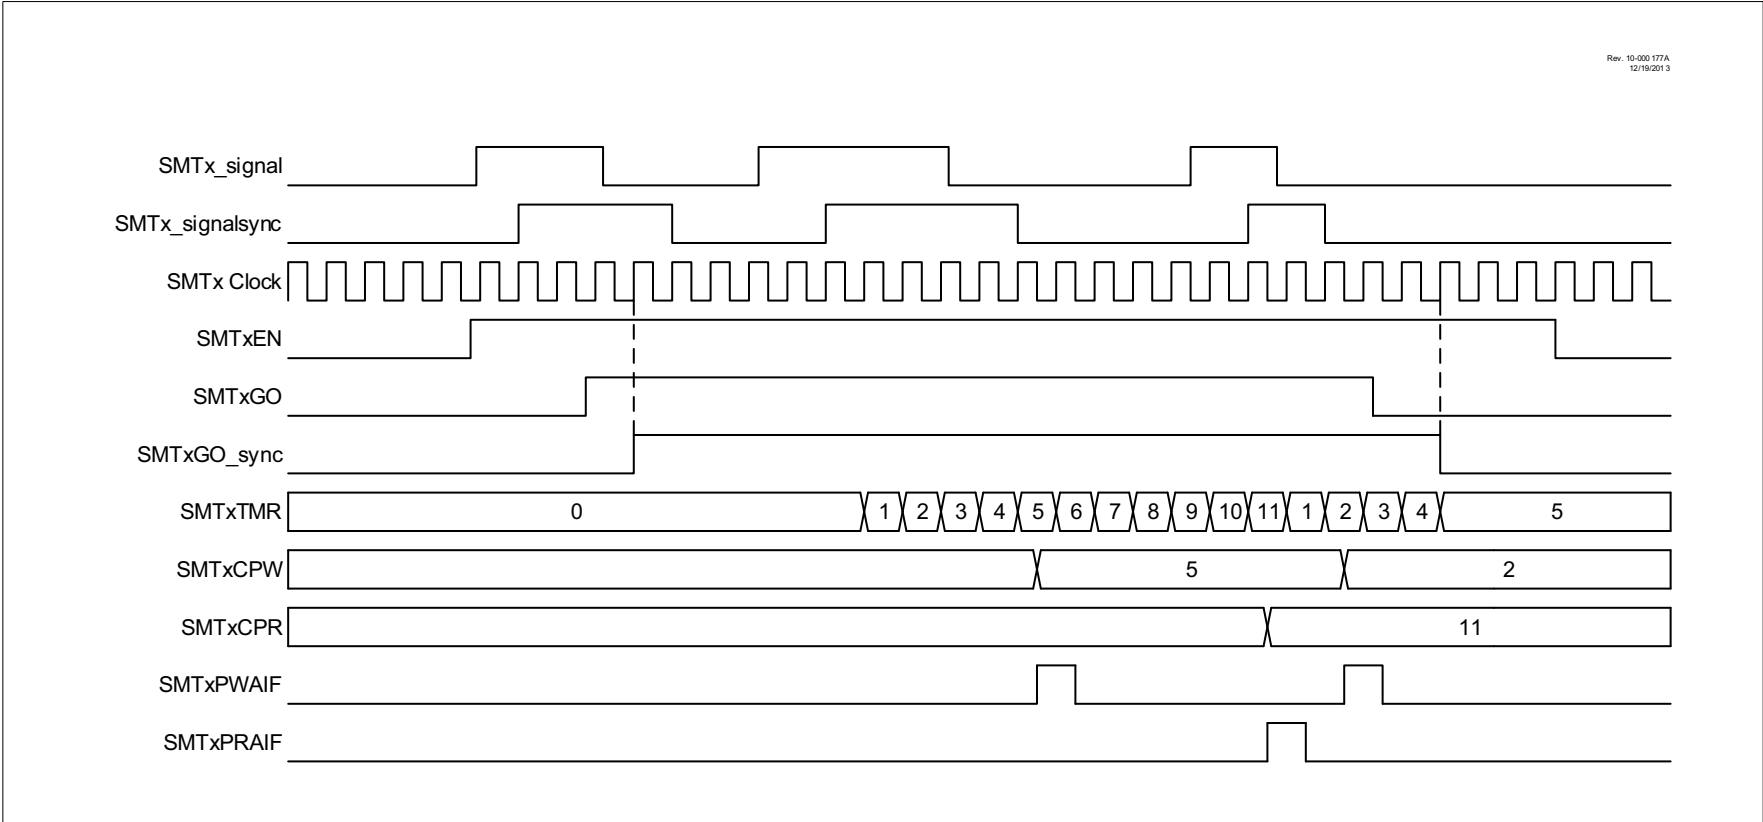 Rev. 10-000 177A
12/19/201 3
SMTx_signal
SMTx_signalsync
SMTx Clock
SMTxEN
SMTxGO
SMTxGO_sync
SMTxTMR 0 1 2 3 4 5 6 7 8 9 10 11 1 2 3 4 5
SMTxCPW 5 2
SMTxCPR 11
SMTxPWAIF
SMTxPRAIF